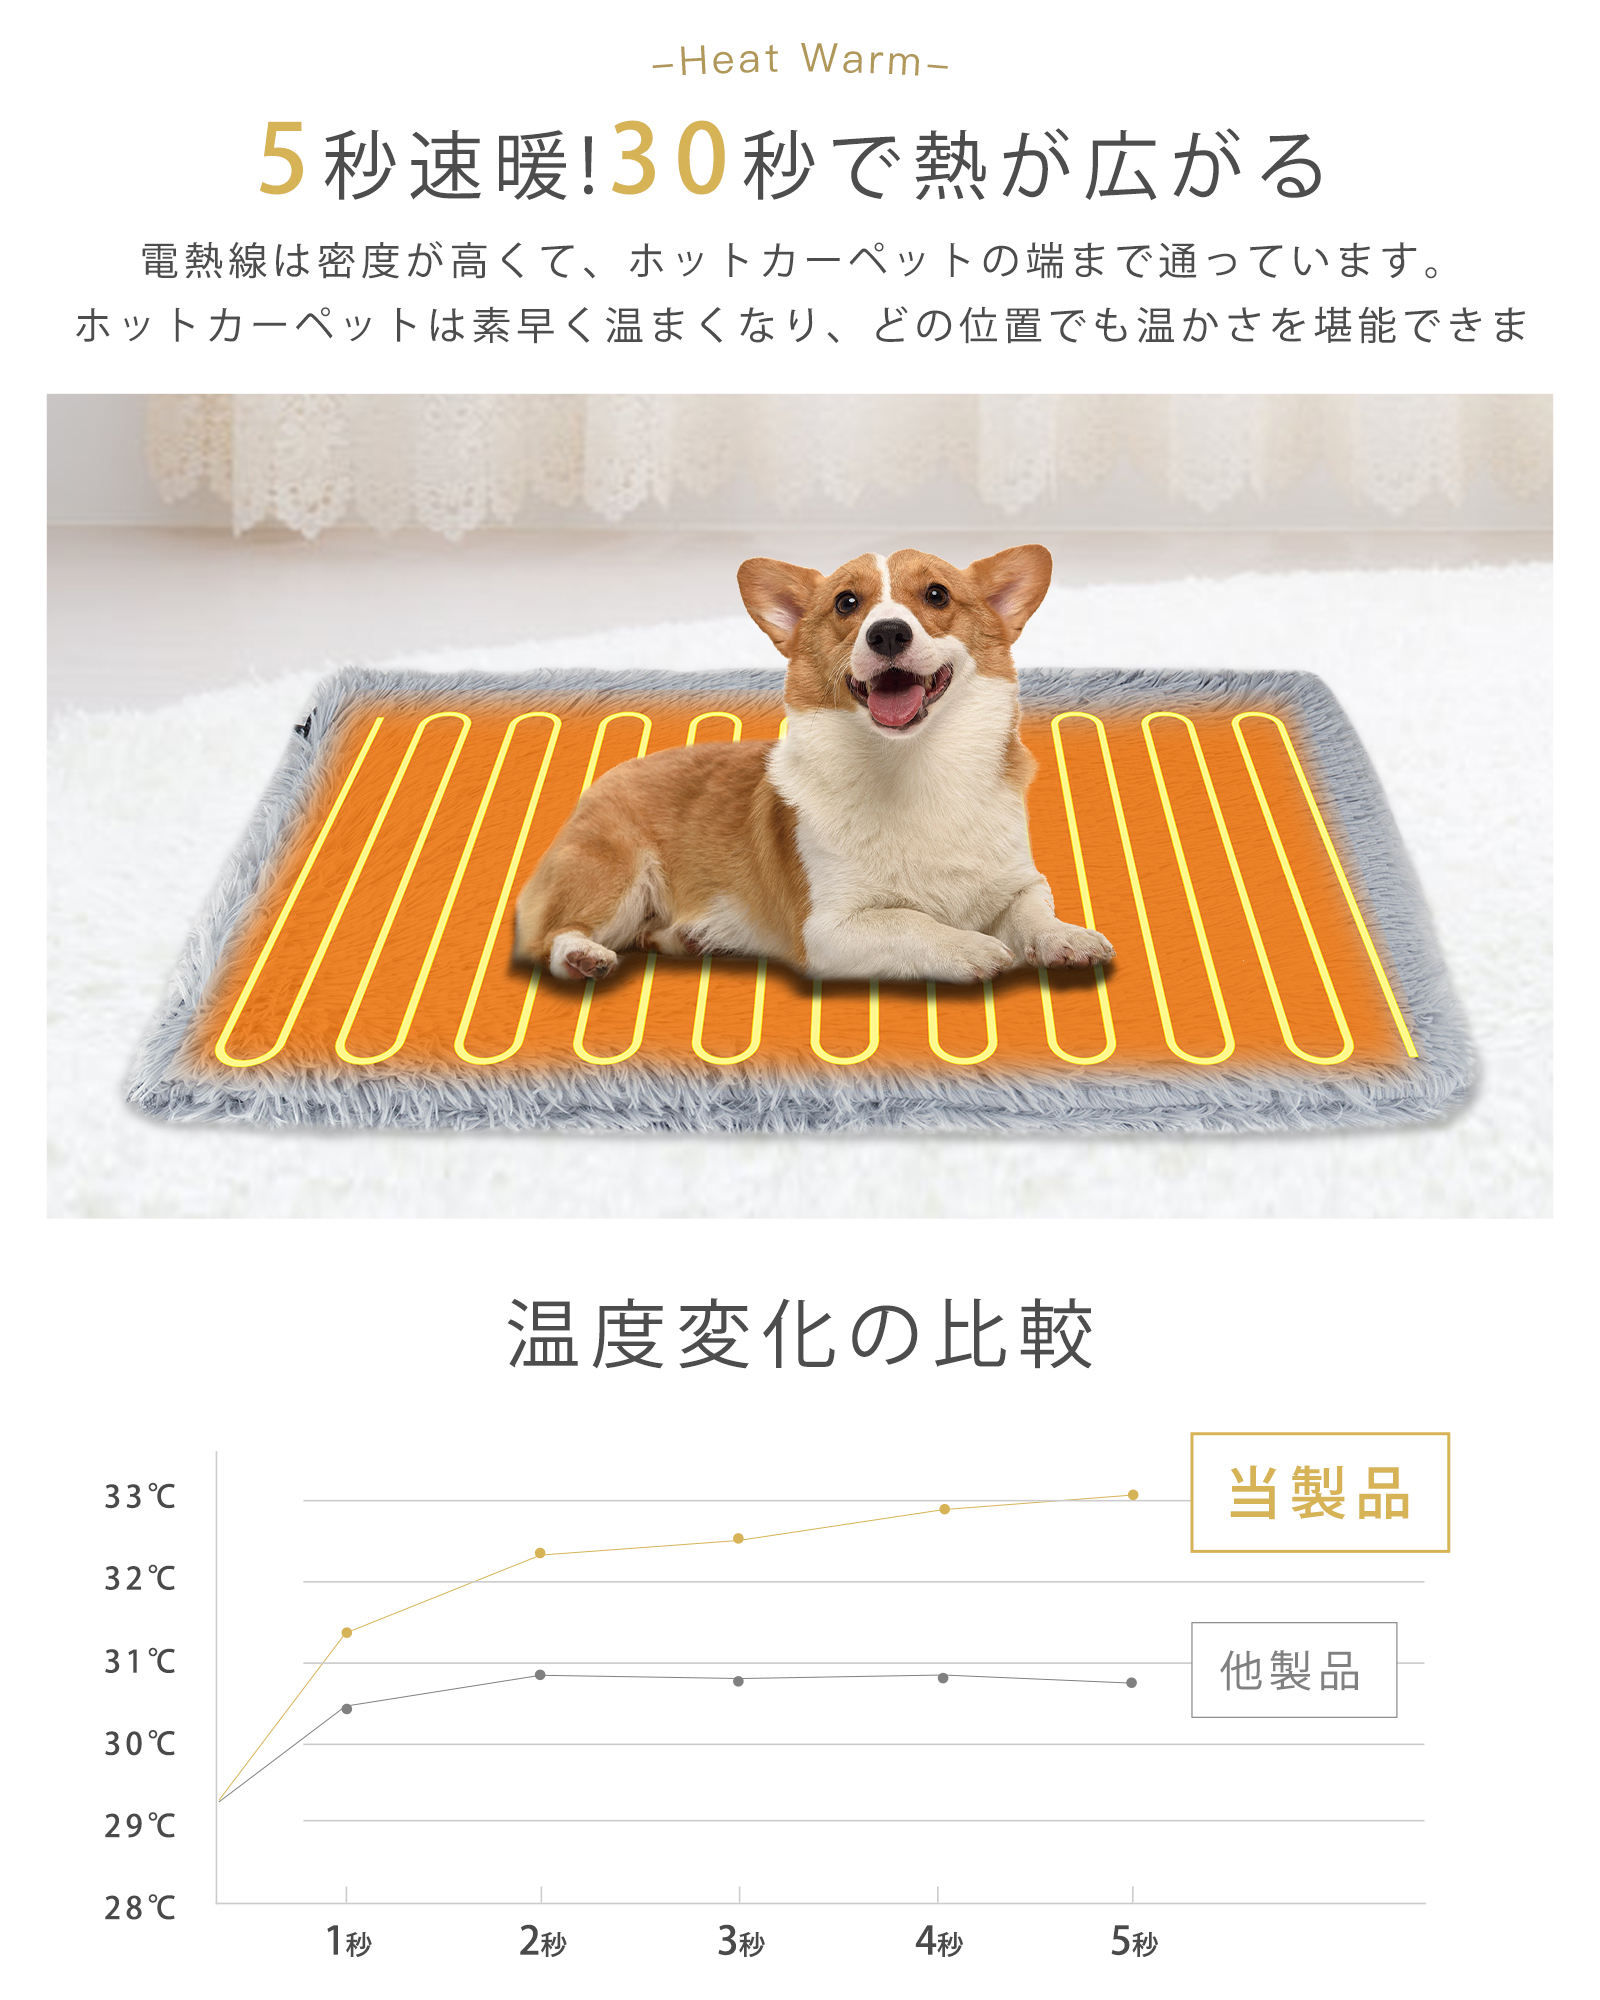 –Heat Warm–
5秒速暖!30秒で熱が広がる
電熱線は密度が高くて、ホットカーペットの端まで通っています。
ホットカーペットは素早く温まくなり、どの位置でも温かさを堪能できま
温度変化の比較
33℃
当製品
32℃
31℃
他製品
30℃
29℃
28℃
1秒 2秒 3秒 4秒 5秒